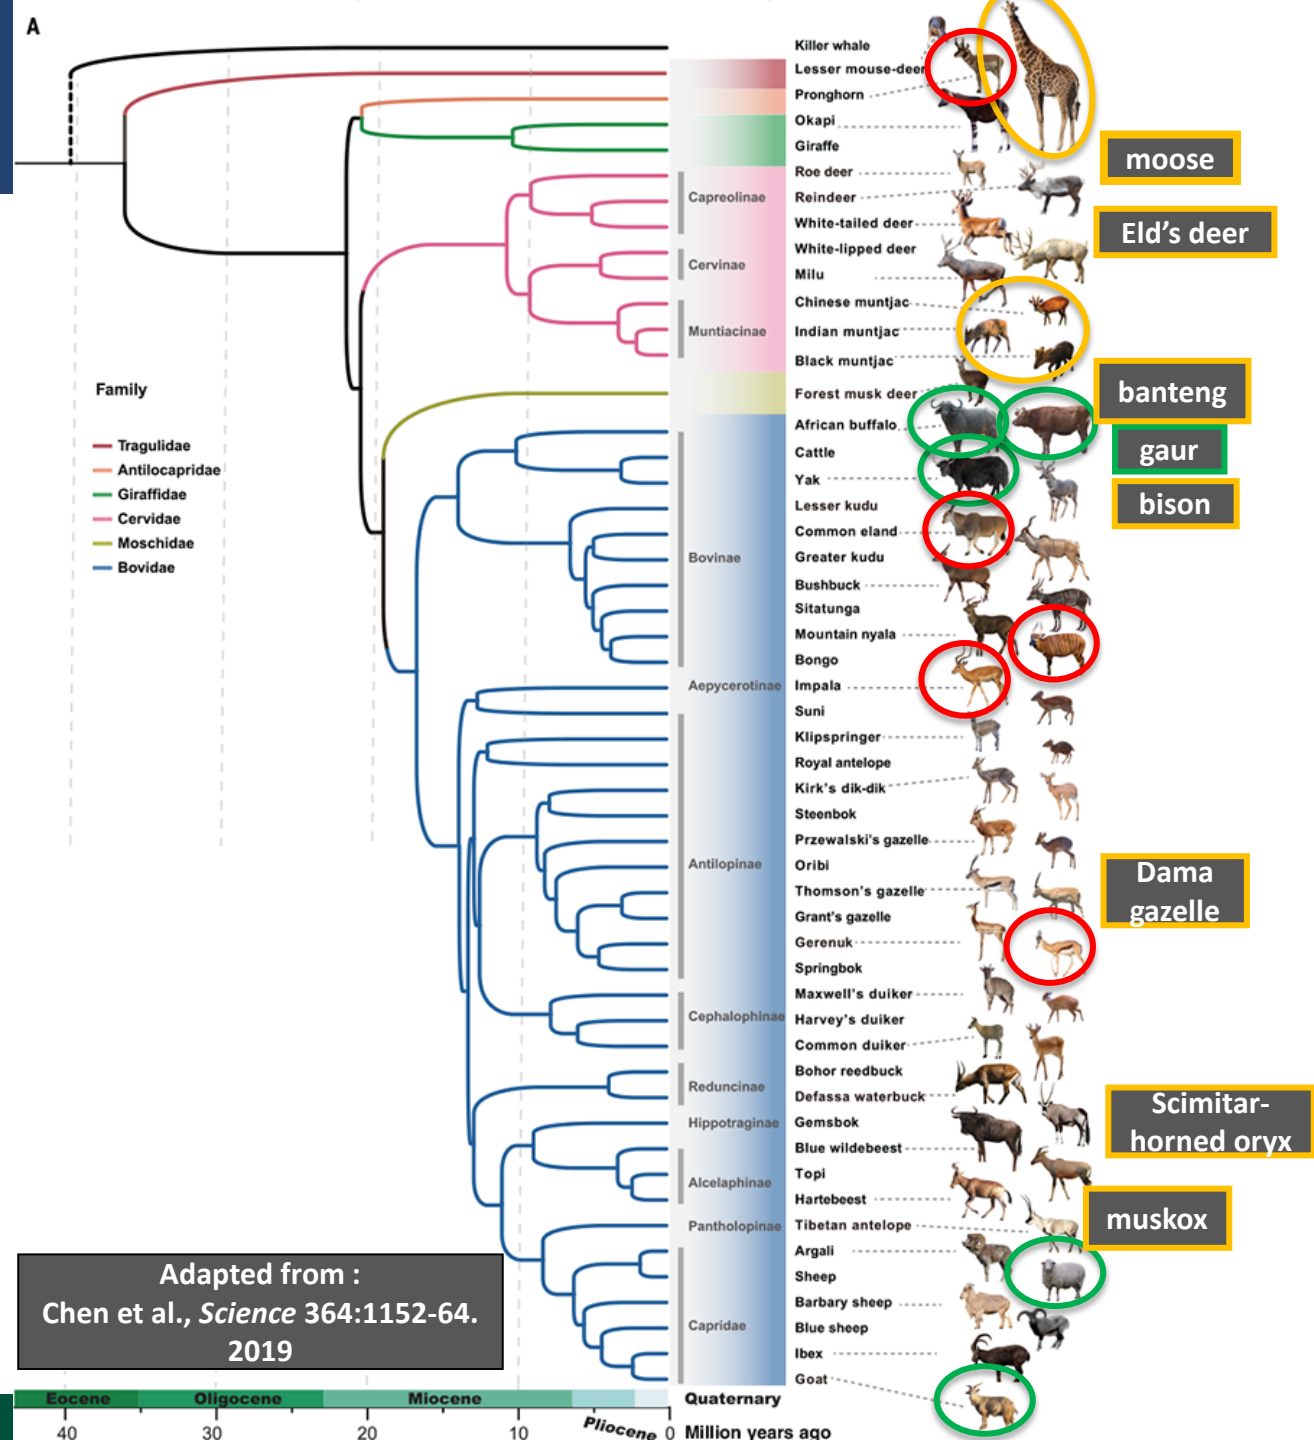 A
Killer whale
Lesser mouse-deer
Pronghorn
Okapi
Giraffe
Roe deer
Reindeer
White-tailed deer
White-lipped deer
Milu
Chinese muntjac
Indian muntjac
Black muntjac
Forest musk deer
African buffalo
Cattle
Yak
Lesser kudu
Common eland
Greater kudu
Bushbuck
Sitatunga
Mountain nyala
Bongo
Impala
Suni
Klipspringer
Royal antelope
Kirk's dik-dik
Steenbok
Przewalski's gazelle
Oribi
Thomson's gazelle
Grant's gazelle
Gerenuk
Springbok
Maxwell's duiker
Harvey's duiker
Common duiker
Bohor reedbuck
Defassa waterbuck
Gemsbok
Blue wildebeest
Topi
Hartebeest
Tibetan antelope
Argali
Sheep
Barbary sheep
Blue sheep
Ibex
Goat
Capreolinae
Cervinae
Muntiacinae
Bovinae
Aepycerotinae
Antilopinae
Cephalophinae
Reduncinae
Hippotraginae
Alcelaphinae
Pantholopinae
Capridae
Family
Tragulidae
Antilocapridae
Giraffidae
Cervidae
Moschidae
Bovidae
moose
Eld's deer
banteng
gaur
bison
Dama
gazelle
Scimitar-
horned oryx
muskox
Adapted from :
Chen et al., Science 364:1152-64.
2019
Eocene Oligocene Miocene Pliocene Quaternary
40 30 20 10 0 Million years ago